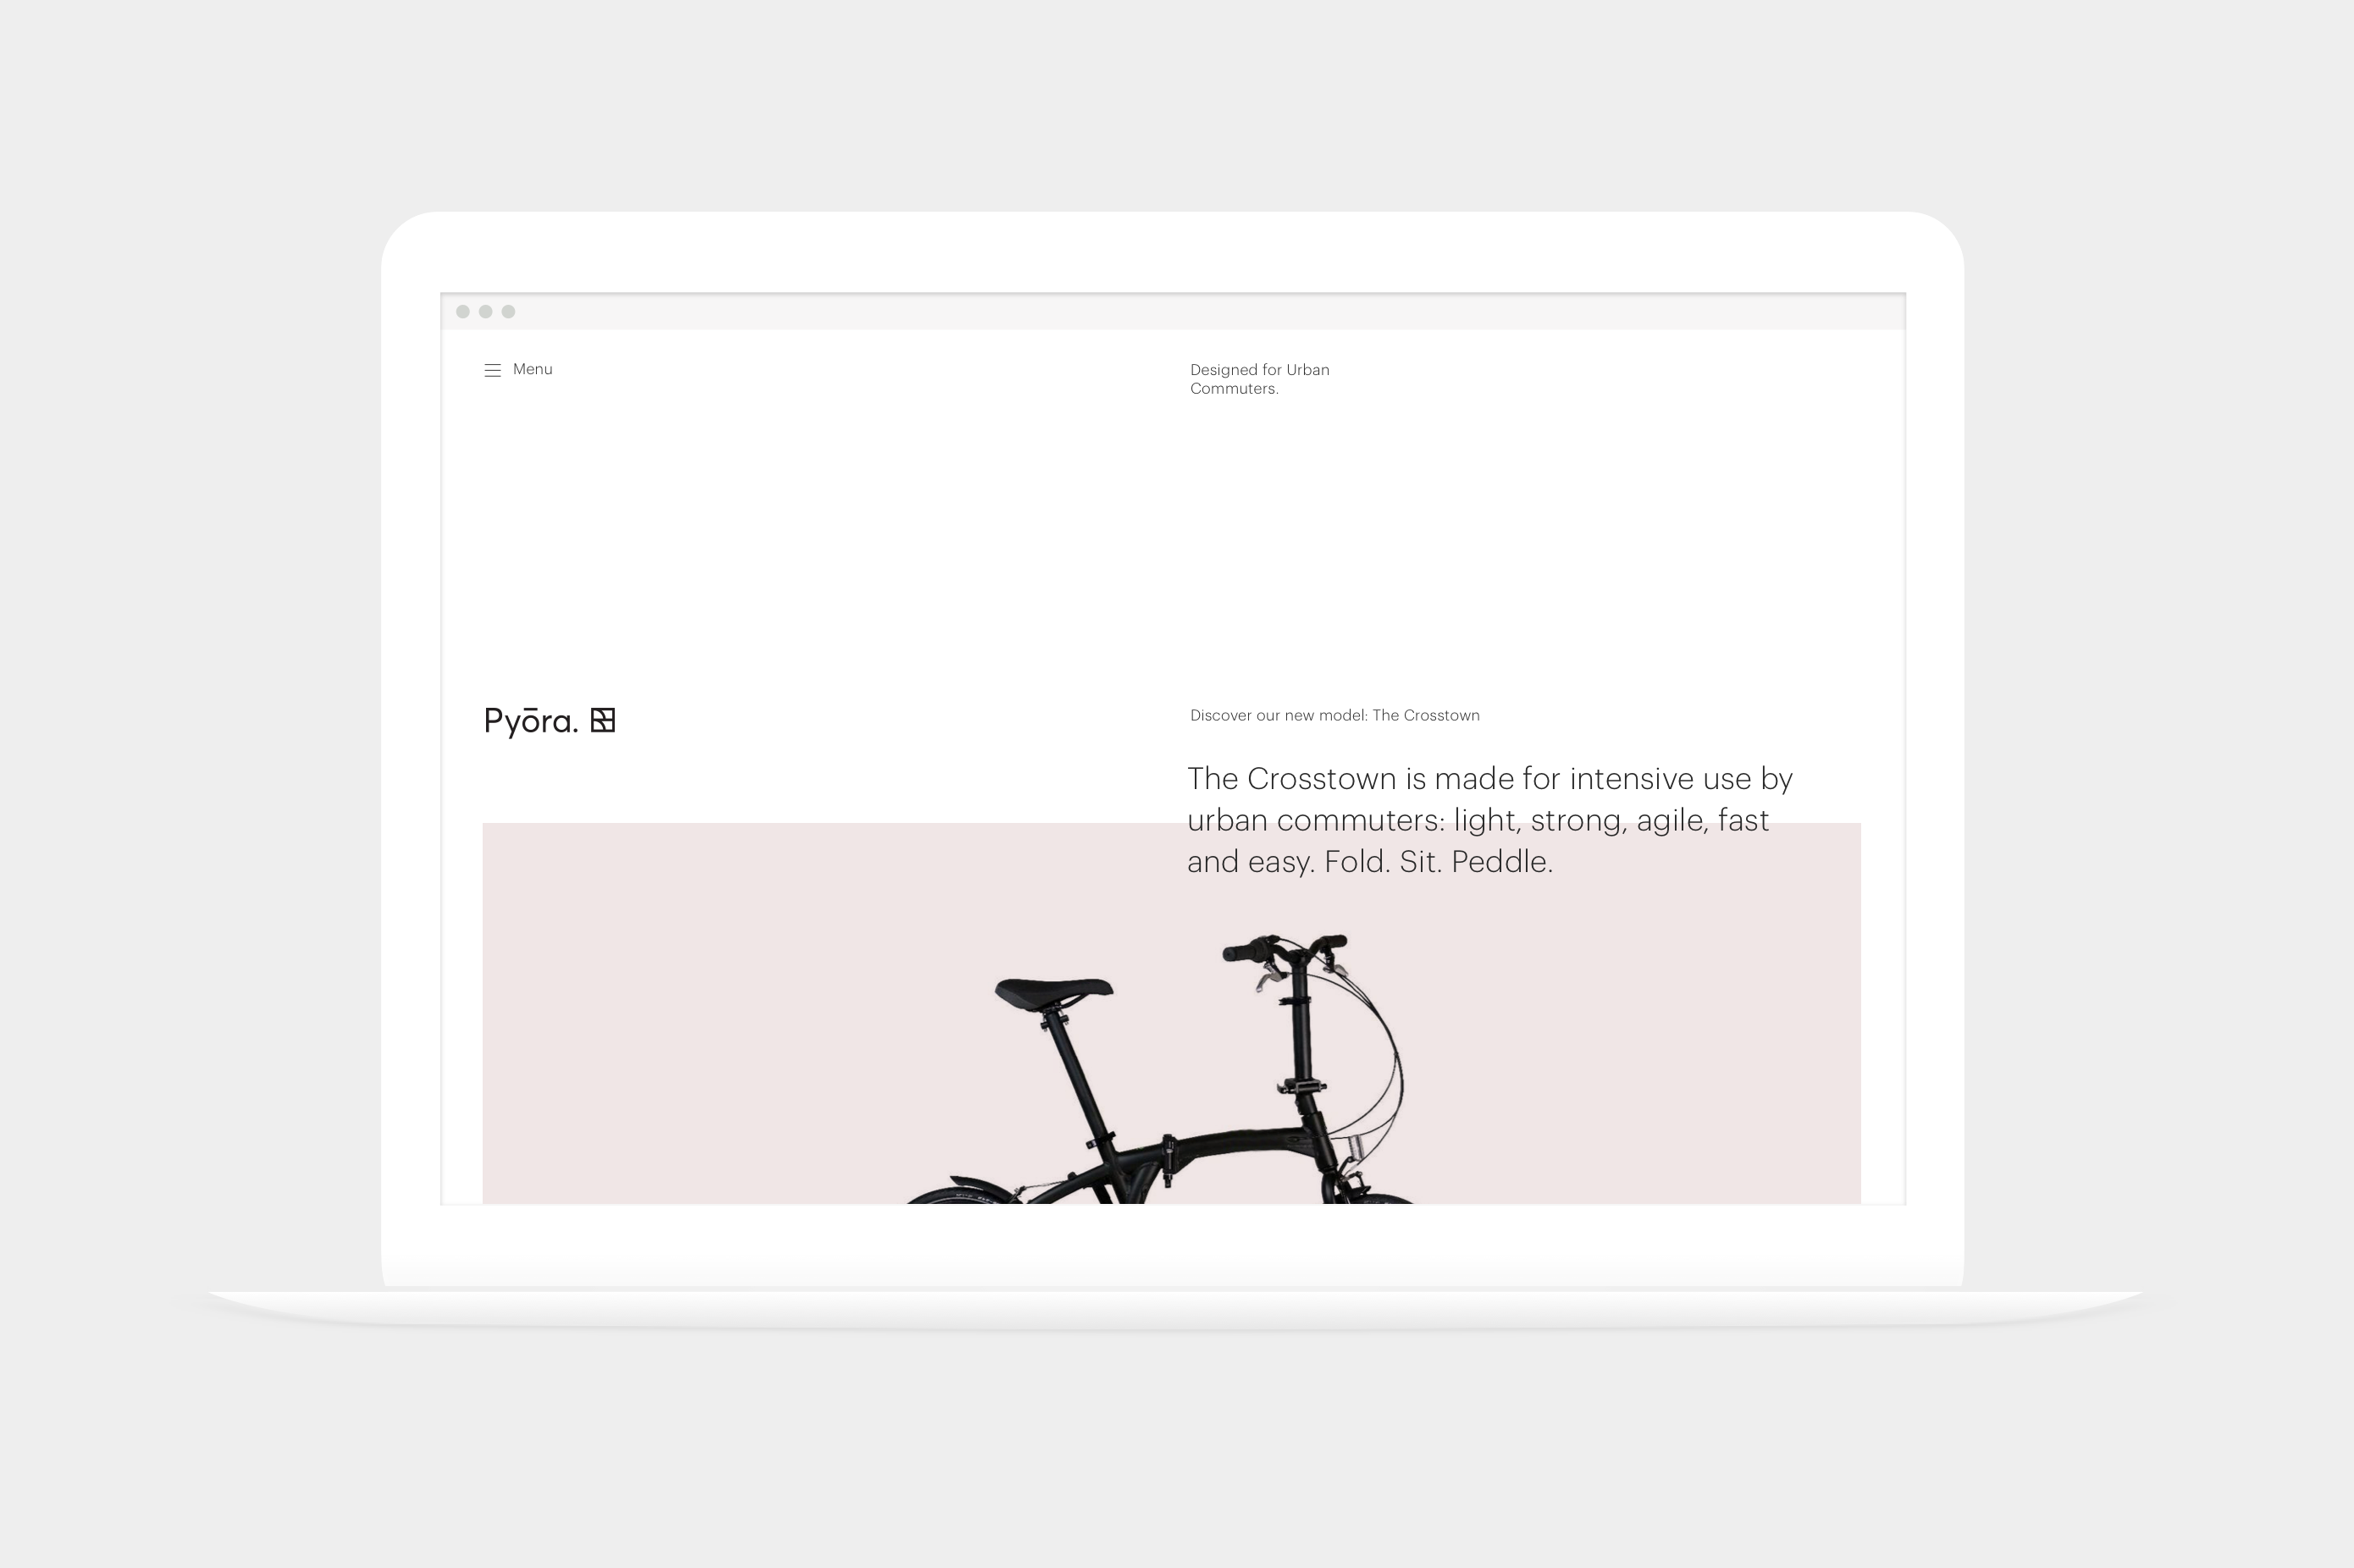 Menu
Designed for Urban
Commuters.
Pyōra.
Discover our new model: The Crosstown
The Crosstown is made for intensive use by
urban commuters: light, strong, agile, fast
and easy. Fold. Sit. Peddle.